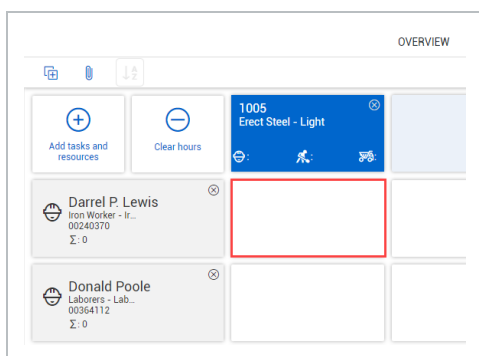 OVERVIEW
Add tasks and
resources
Clear hours
1005
Erect Steel - Light
:
:
:
Darrel P. Lewis
Iron Worker - Ir...
00240370
Σ: 0
Donald Poole
Laborers - Lab...
00364112
Σ: 0